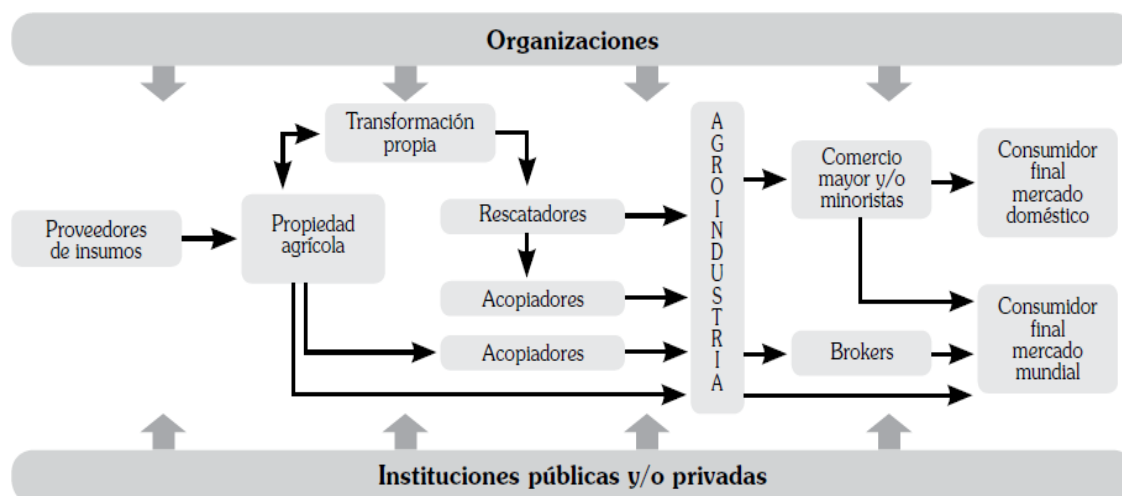 Organizaciones
Transformación
propia
Proveedores
de insumos
Propiedad
agrícola
Rescatadores
Acopiadores
Acopiadores
AGROINDUSTRIA
Comercio
mayor y/o
minoristas
Brokers
Consumidor
final
mercado
doméstico
Consumidor
final
mercado
mundial
Instituciones públicas y/o privadas